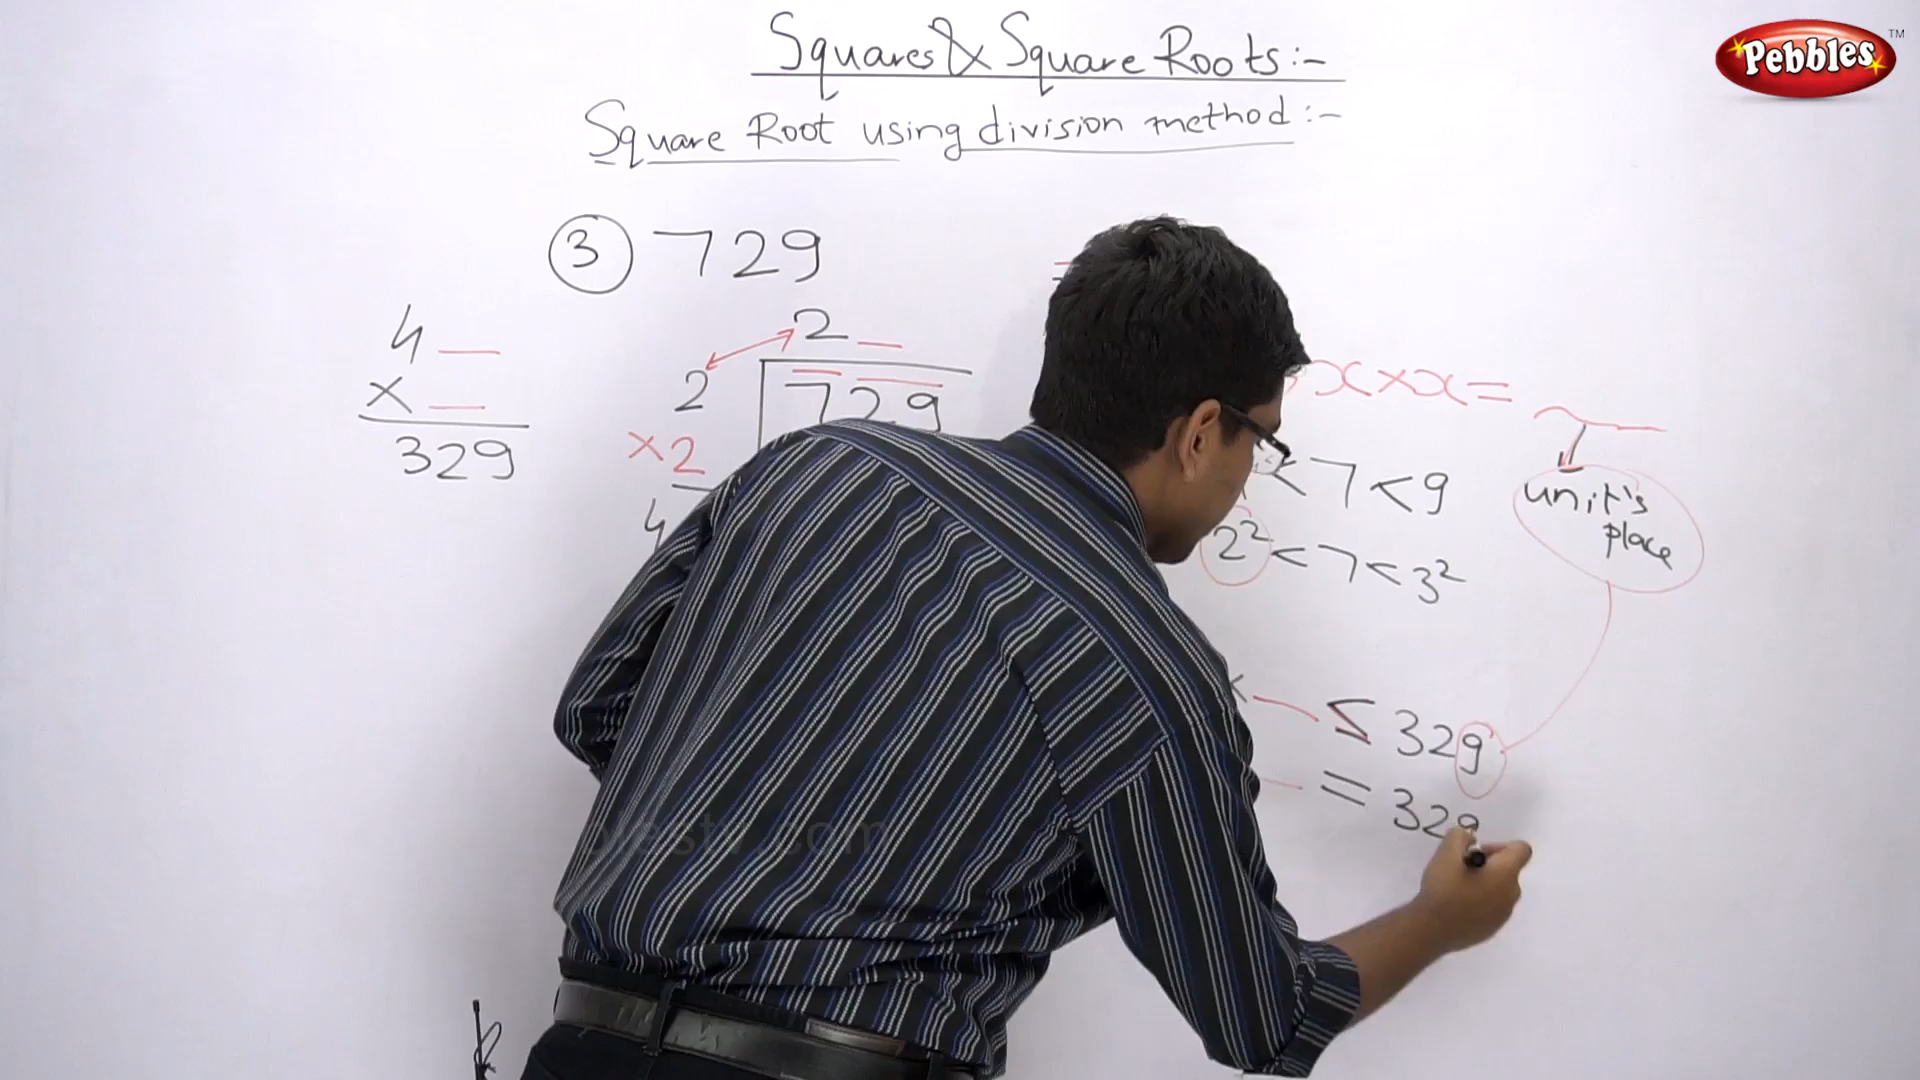 Squares & Square Roots:-
Pebbles TM
Square Root using division method:-
3 729
4 _
× _
329
2 _
2
729
×2
4
x × x =
unit's
place
< 7 < 9
2² < 7 < 3²
≤ 329
= 329